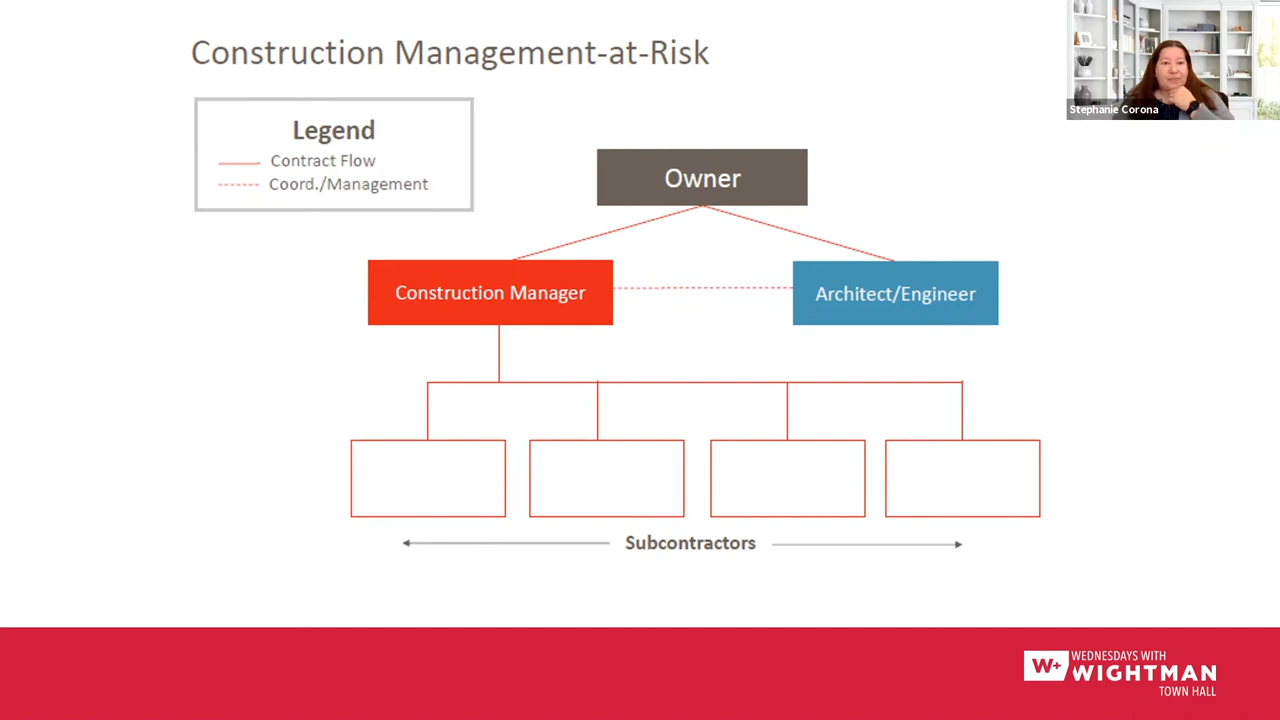 Construction Management-at-Risk
Stephanie Corona
Legend
Contract Flow
Coord./Management
Owner
Construction Manager
Architect/Engineer
Subcontractors
W+
WEDNESDAYS WITH
WIGHTMAN
TOWN HALL